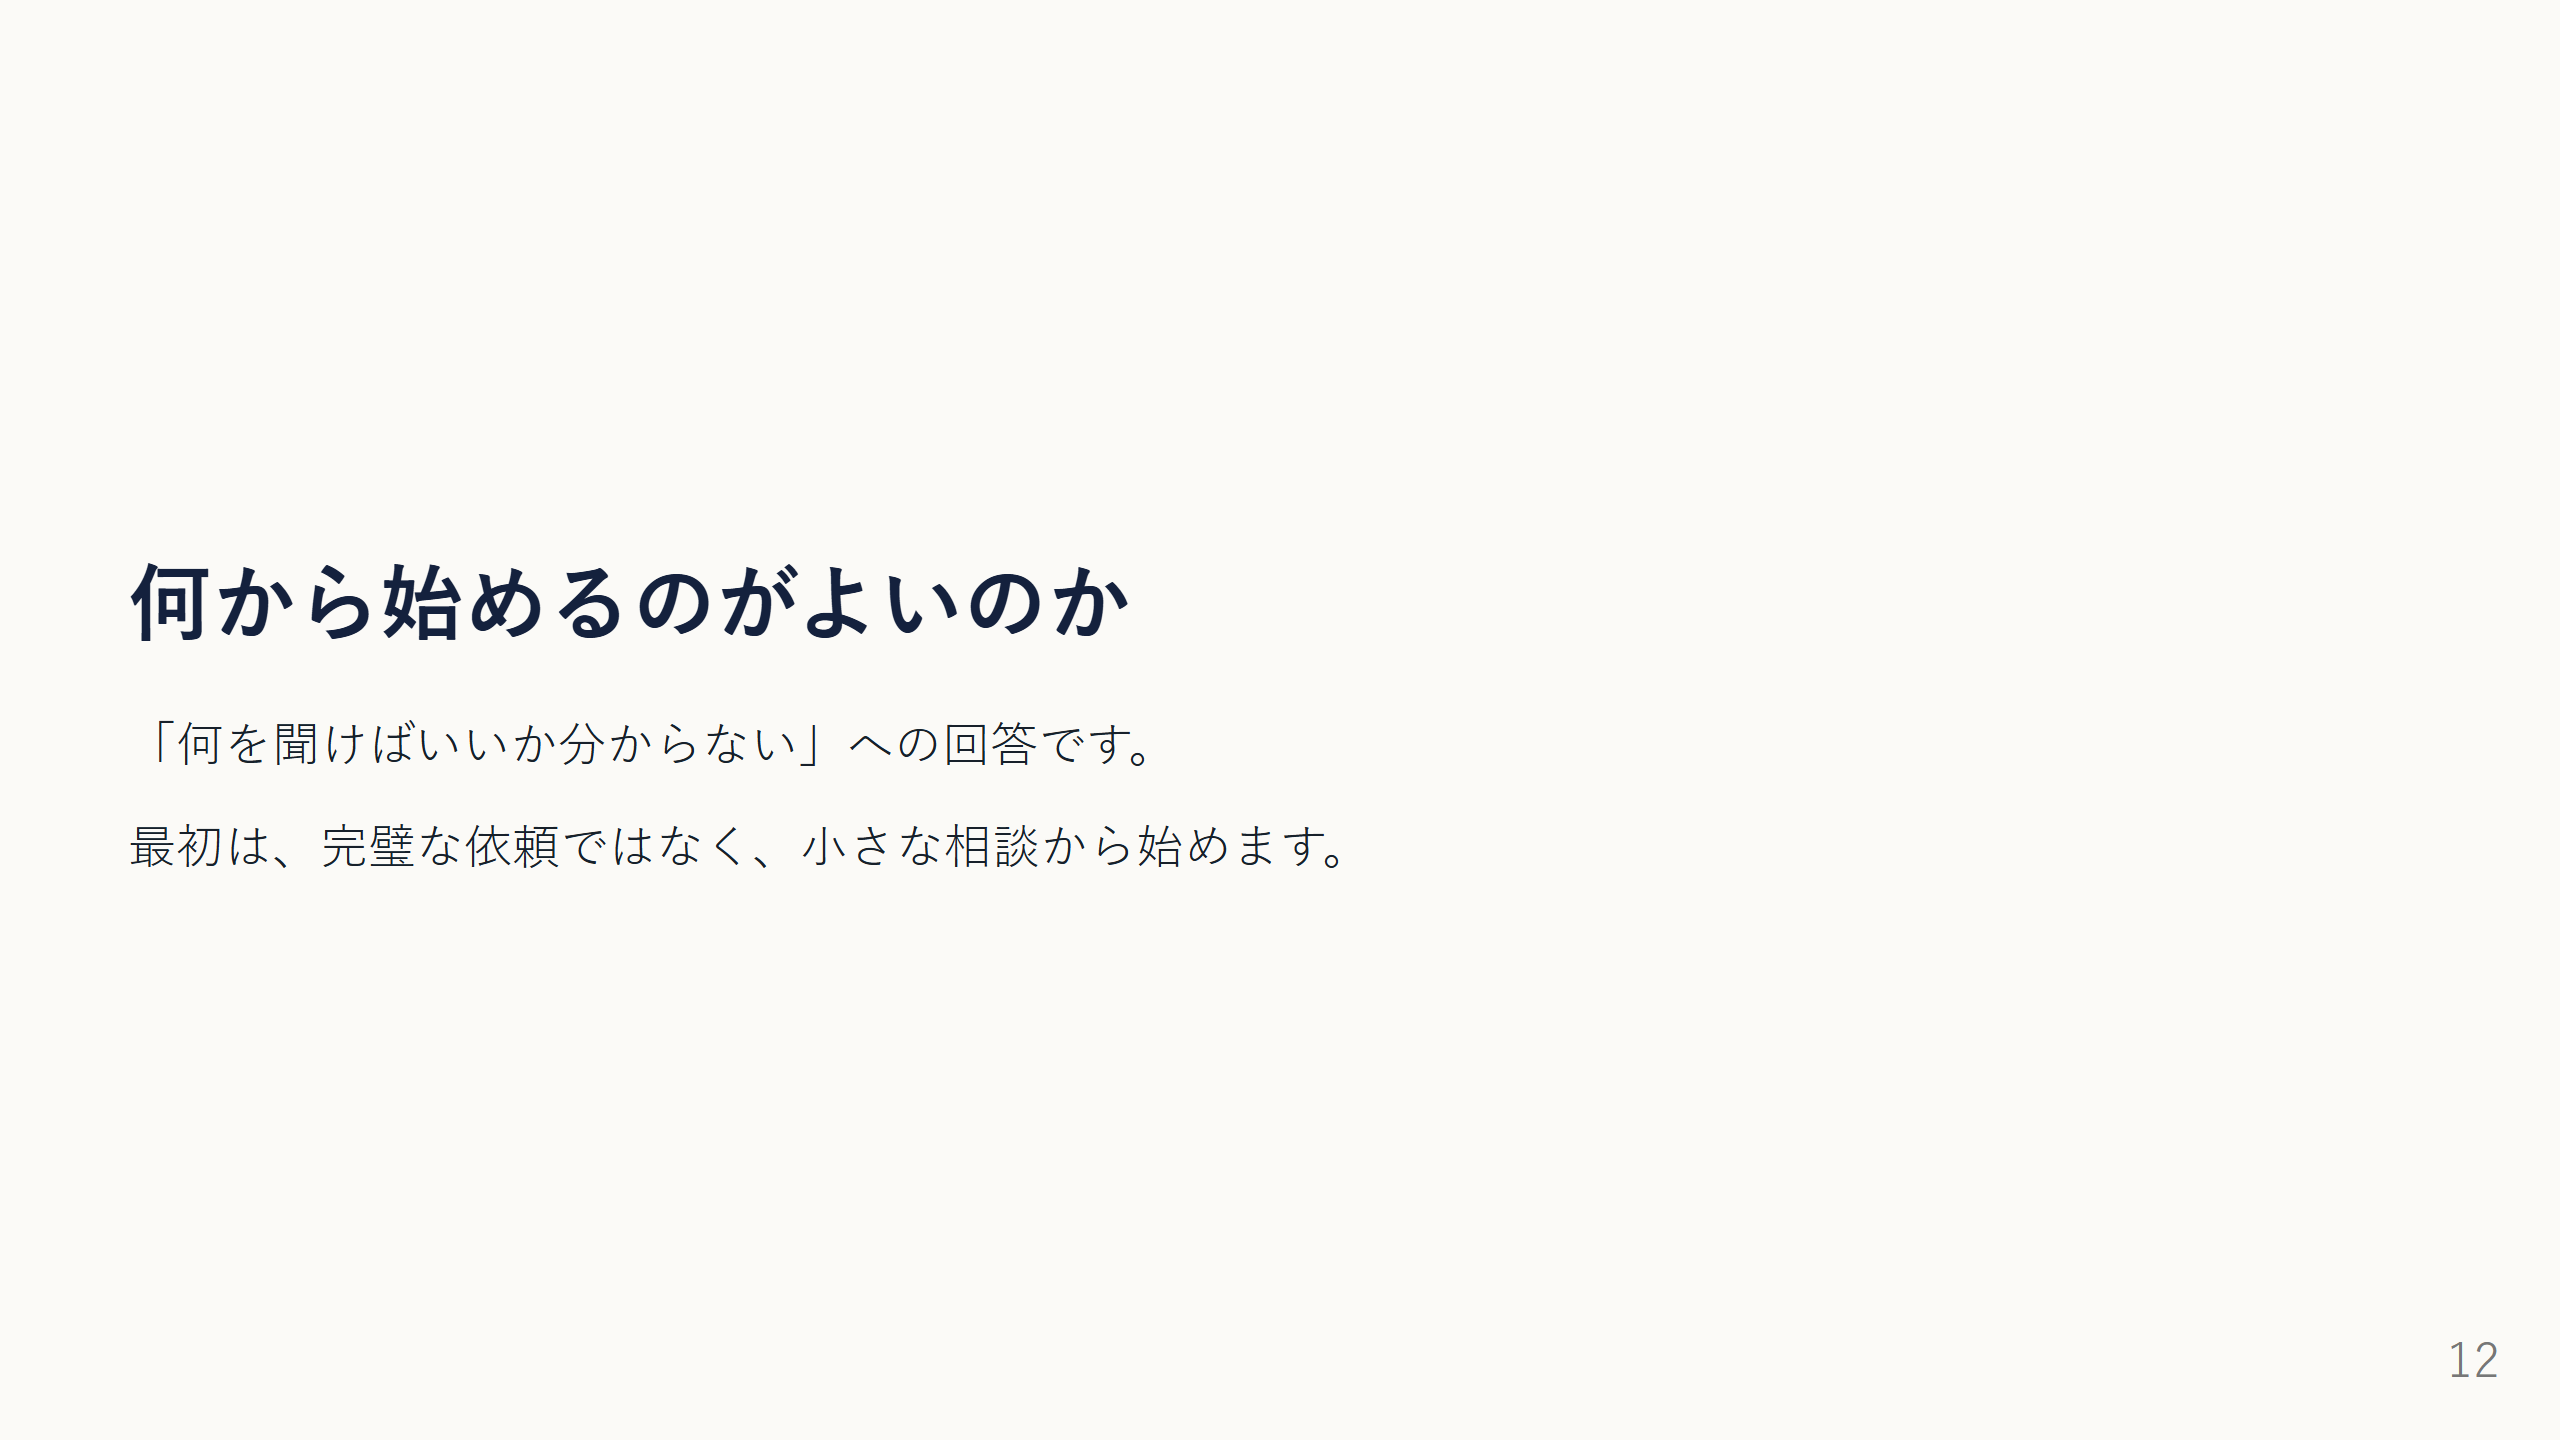 何から始めるのがよいのか
「何を聞けばいいか分からない」への回答です。
最初は、完璧な依頼ではなく、小さな相談から始めます。
12